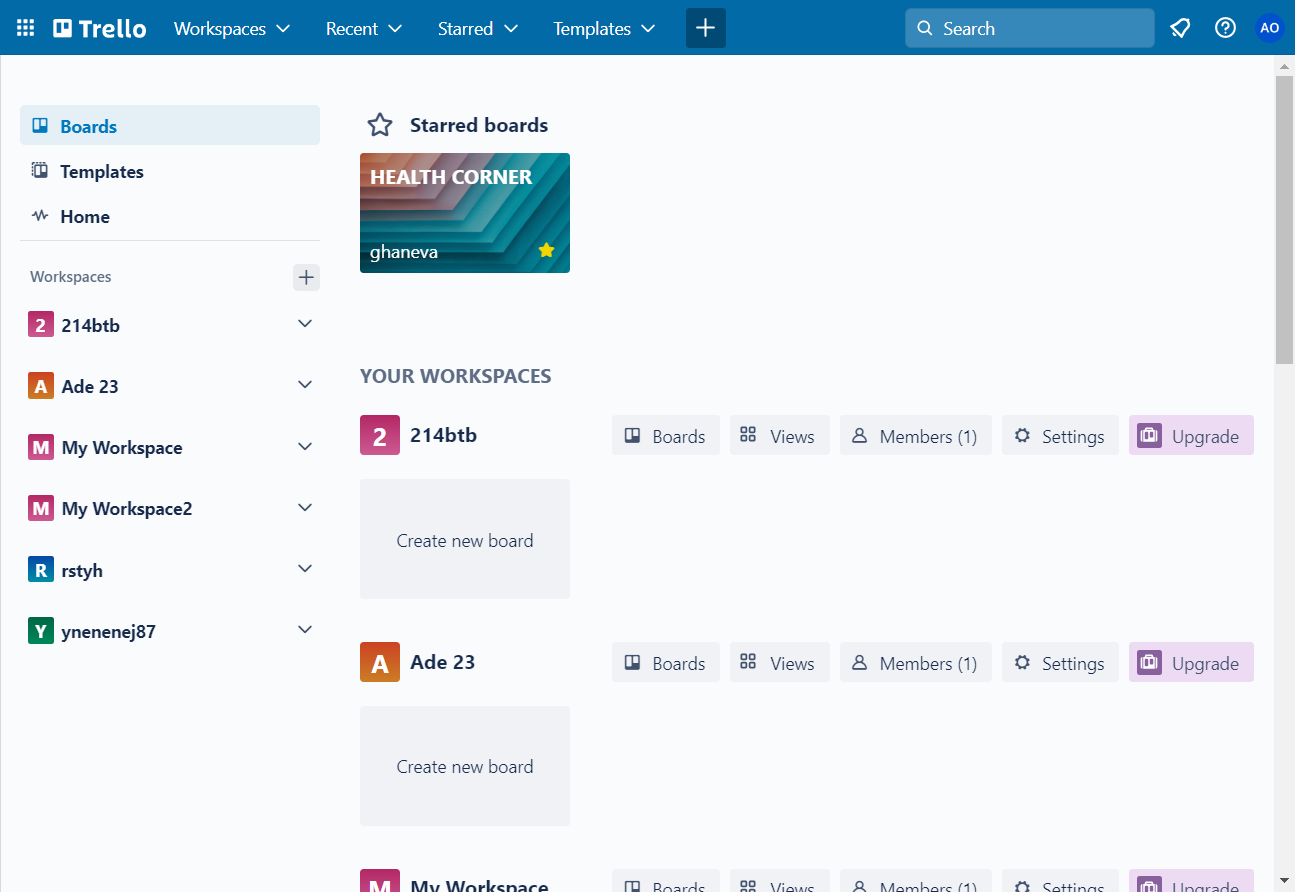 Trello Workspaces Recent Starred Templates Search AO
Boards
Templates
Home
Workspaces
2 214btb
A Ade 23
M My Workspace
M My Workspace2
R rstyh
Y ynenenej87
Starred boards
HEALTH CORNER
ghaneva
YOUR WORKSPACES
2 214btb Boards Views Members (1) Settings Upgrade
Create new board
A Ade 23 Boards Views Members (1) Settings Upgrade
Create new board
M My Workspace Boards Views Members (1) Settings Upgrade